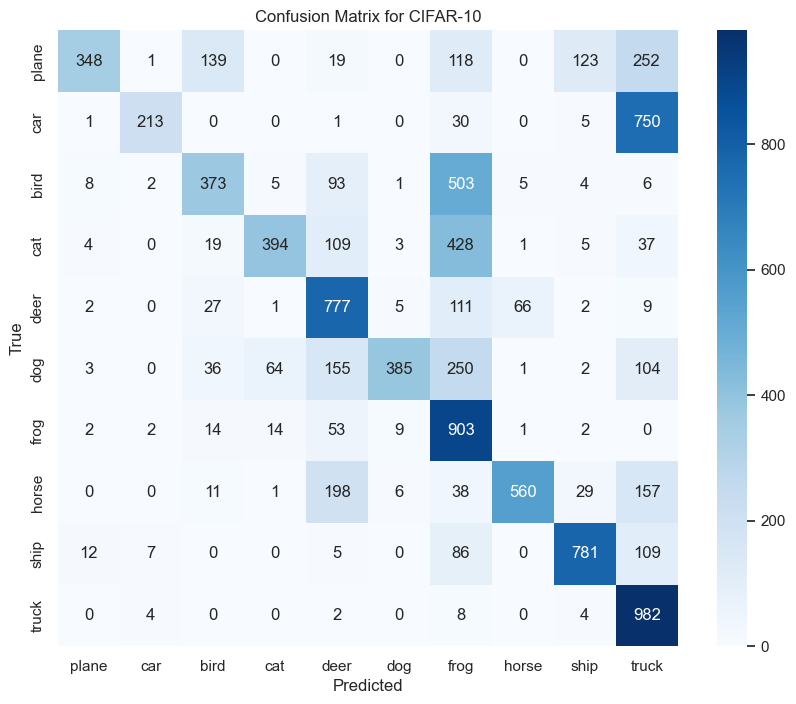 Confusion Matrix for CIFAR-10
plane 348 1 139 0 19 0 118 0 123 252
car 1 213 0 0 1 0 30 0 5 750
bird 8 2 373 5 93 1 503 5 4 6
cat 4 0 19 394 109 3 428 1 5 37
deer 2 0 27 1 777 5 111 66 2 9
dog 3 0 36 64 155 385 250 1 2 104
frog 2 2 14 14 53 9 903 1 2 0
horse 0 0 11 1 198 6 38 560 29 157
ship 12 7 0 0 5 0 86 0 781 109
truck 0 4 0 0 2 0 8 0 4 982
plane car bird cat deer dog frog horse ship truck
Predicted
True
800
600
400
200
0